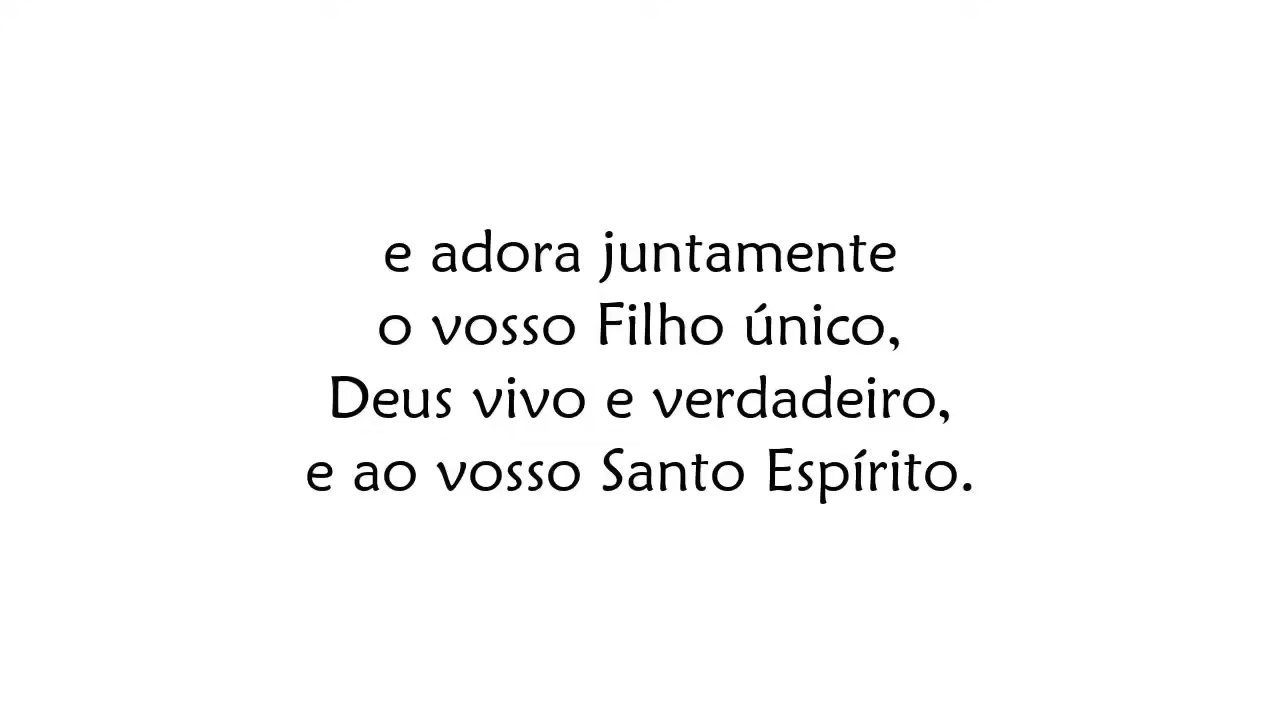 e adora juntamente
o vosso Filho único,
Deus vivo e verdadeiro,
e ao vosso Santo Espírito.